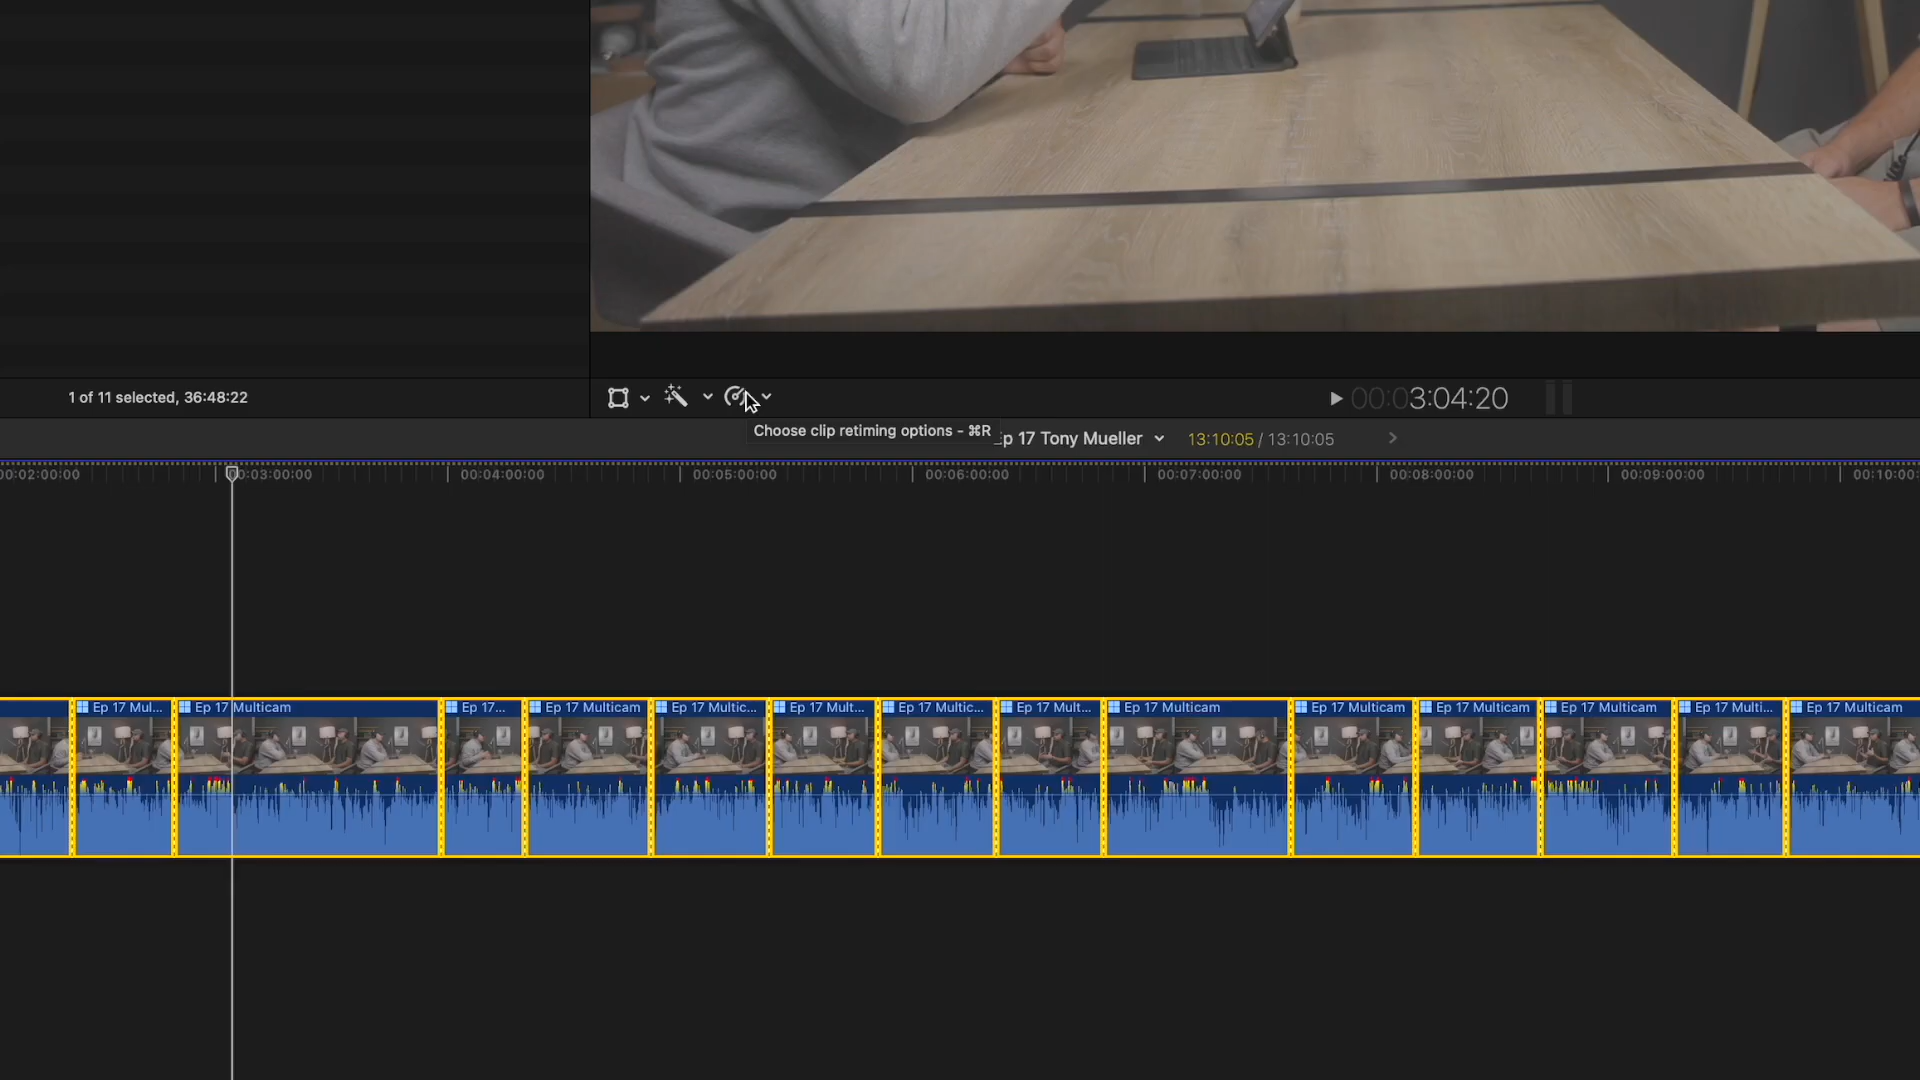 1 of 11 selected, 36:48:22
00:03:04:20
Choose clip retiming options - ⌘R
Ep 17 Tony Mueller
13:10:05 / 13:10:05
00:02:00:00
00:03:00:00
00:04:00:00
00:05:00:00
00:06:00:00
00:07:00:00
00:08:00:00
00:09:00:00
00:10:00:
Ep 17 Mul...
Ep 17 Multicam
Ep 17...
Ep 17 Multicam
Ep 17 Multic...
Ep 17 Mult...
Ep 17 Multic...
Ep 17 Mult...
Ep 17 Multicam
Ep 17 Multicam
Ep 17 Multicam
Ep 17 Multicam
Ep 17 Multi...
Ep 17 Multicam